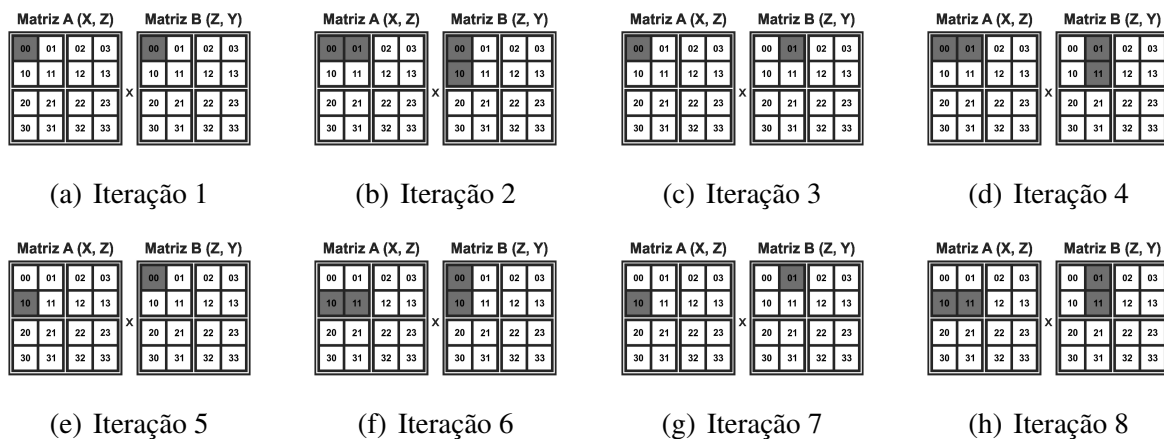 Matriz A (X, Z) Matriz B (Z, Y) Matriz A (X, Z) Matriz B (Z, Y) Matriz A (X, Z) Matriz B (Z, Y) Matriz A (X, Z) Matriz B (Z, Y)
00 01 02 03 00 01 02 03 00 01 02 03 00 01 02 03 00 01 02 03 00 01 02 03 00 01 02 03 00 01 02 03
10 11 12 13 10 11 12 13 10 11 12 13 10 11 12 13 10 11 12 13 10 11 12 13 10 11 12 13 10 11 12 13
x x x x
20 21 22 23 20 21 22 23 20 21 22 23 20 21 22 23 20 21 22 23 20 21 22 23 20 21 22 23 20 21 22 23
30 31 32 33 30 31 32 33 30 31 32 33 30 31 32 33 30 31 32 33 30 31 32 33 30 31 32 33 30 31 32 33
(a) Iteração 1 (b) Iteração 2 (c) Iteração 3 (d) Iteração 4
Matriz A (X, Z) Matriz B (Z, Y) Matriz A (X, Z) Matriz B (Z, Y) Matriz A (X, Z) Matriz B (Z, Y) Matriz A (X, Z) Matriz B (Z, Y)
00 01 02 03 00 01 02 03 00 01 02 03 00 01 02 03 00 01 02 03 00 01 02 03 00 01 02 03 00 01 02 03
10 11 12 13 10 11 12 13 10 11 12 13 10 11 12 13 10 11 12 13 10 11 12 13 10 11 12 13 10 11 12 13
x x x x
20 21 22 23 20 21 22 23 20 21 22 23 20 21 22 23 20 21 22 23 20 21 22 23 20 21 22 23 20 21 22 23
30 31 32 33 30 31 32 33 30 31 32 33 30 31 32 33 30 31 32 33 30 31 32 33 30 31 32 33 30 31 32 33
(e) Iteração 5 (f) Iteração 6 (g) Iteração 7 (h) Iteração 8